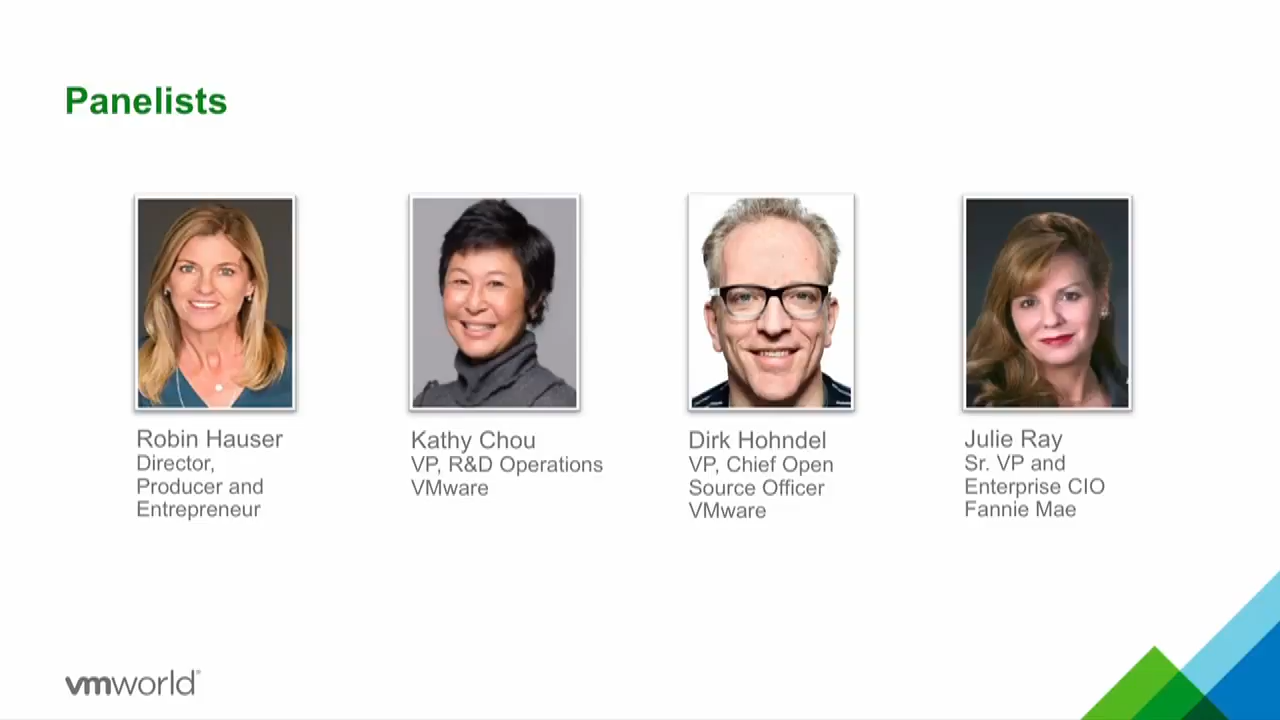 Panelists
Robin Hauser
Director,
Producer and
Entrepreneur
Kathy Chou
VP, R&D Operations
VMware
Dirk Hohndel
VP, Chief Open
Source Officer
VMware
Julie Ray
Sr. VP and
Enterprise CIO
Fannie Mae
vmworld®